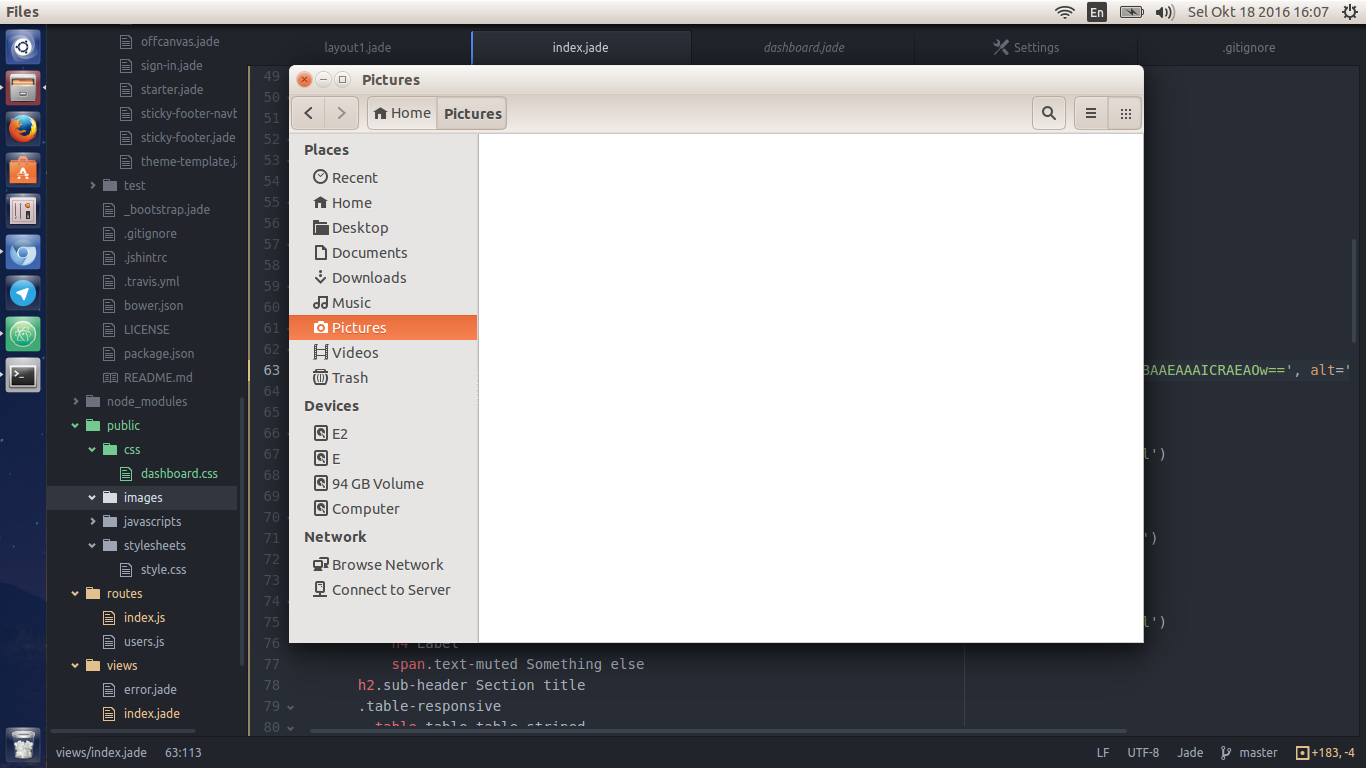 Files
En
Sel Okt 18 2016 16:07
offcanvas.jade
sign-in.jade
starter.jade
sticky-footer-navb
sticky-footer.jade
theme-template.ja
test
_bootstrap.jade
.gitignore
.jshintrc
.travis.yml
bower.json
LICENSE
package.json
README.md
node_modules
public
css
dashboard.css
images
javascripts
stylesheets
style.css
routes
index.js
users.js
views
error.jade
index.jade
layout1.jade
index.jade
dashboard.jade
Settings
.gitignore
Pictures
Home
Pictures
Places
Recent
Home
Desktop
Documents
Downloads
Music
Pictures
Videos
Trash
Devices
E2
E
94 GB Volume
Computer
Network
Browse Network
Connect to Server
49
50
51
52
53
54
55
56
57
58
59
60
61
62
63 BAAEAAAICRAEAOw==', alt='
64
65
66
67 l')
68
69
70
71 ')
72
73
74
75 l')
76 h4 Label
77 span.text-muted Something else
78 h2.sub-header Section title
79 .table-responsive
80 table.table.table-striped
views/index.jade 63:113
LF UTF-8 Jade master +183, -4